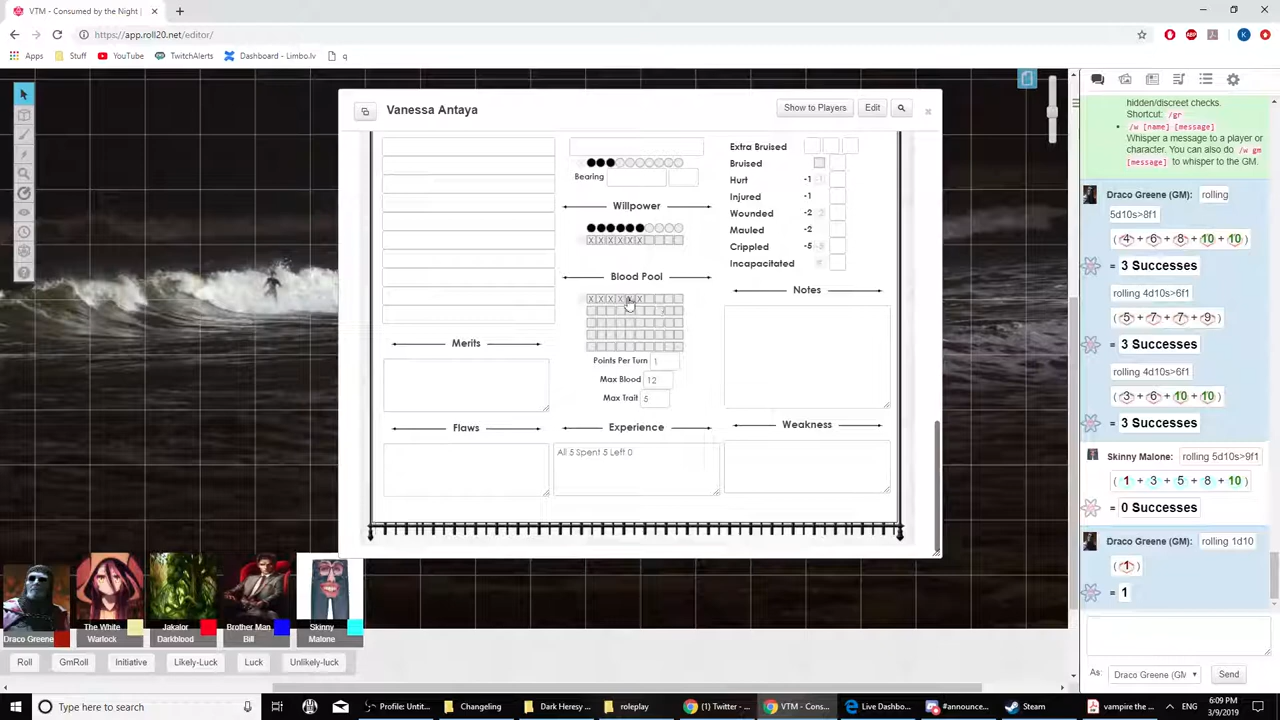 VTM - Consumed by the Night |
https://app.roll20.net/editor/
Apps
Stuff
YouTube
TwitchAlerts
Dashboard - Limbo.lv
q
Vanessa Antaya
Show to Players
Edit
Bearing
Willpower
X X X X X X
Blood Pool
Points Per Turn 1
Max Blood 12
Max Trait 5
Extra Bruised
Bruised
Hurt -1
Injured -1
Wounded -2
Mauled -2
Crippled -5
Incapacitated
Notes
Merits
Flaws
Experience
All 5 Spent 5 Left 0
Weakness
hidden/discreet checks.
Shortcut: /gr
/w [name] [message]
Whisper a message to a player or
character. You can also do /w gm
[message] to whisper to the GM.
Draco Greene (GM): rolling
5d10s>8f1
(4+6+8+10+10)
= 3 Successes
rolling 4d10s>6f1
(5+7+7+9)
= 3 Successes
rolling 4d10s>6f1
(3+6+10+10)
= 3 Successes
Skinny Malone: rolling 5d10s>9f1
(1+3+5+8+10)
= 0 Successes
Draco Greene (GM): rolling 1d10
(1)
= 1
As: Draco Greene (GM)
Send
Draco Greene
The White
Warlock
Jakalor
Darkblood
Brother Man
Bill
Skinny
Malone
Roll
GmRoll
Initiative
Likely-Luck
Luck
Unlikely-luck
Type here to search
Profile: Untit...
Changeling
Dark Heresy ...
roleplay
(1) Twitter - ...
VTM - Cons...
Live Dashbo...
#announce...
Steam
vampire the ...
6:09 PM
3/9/2019